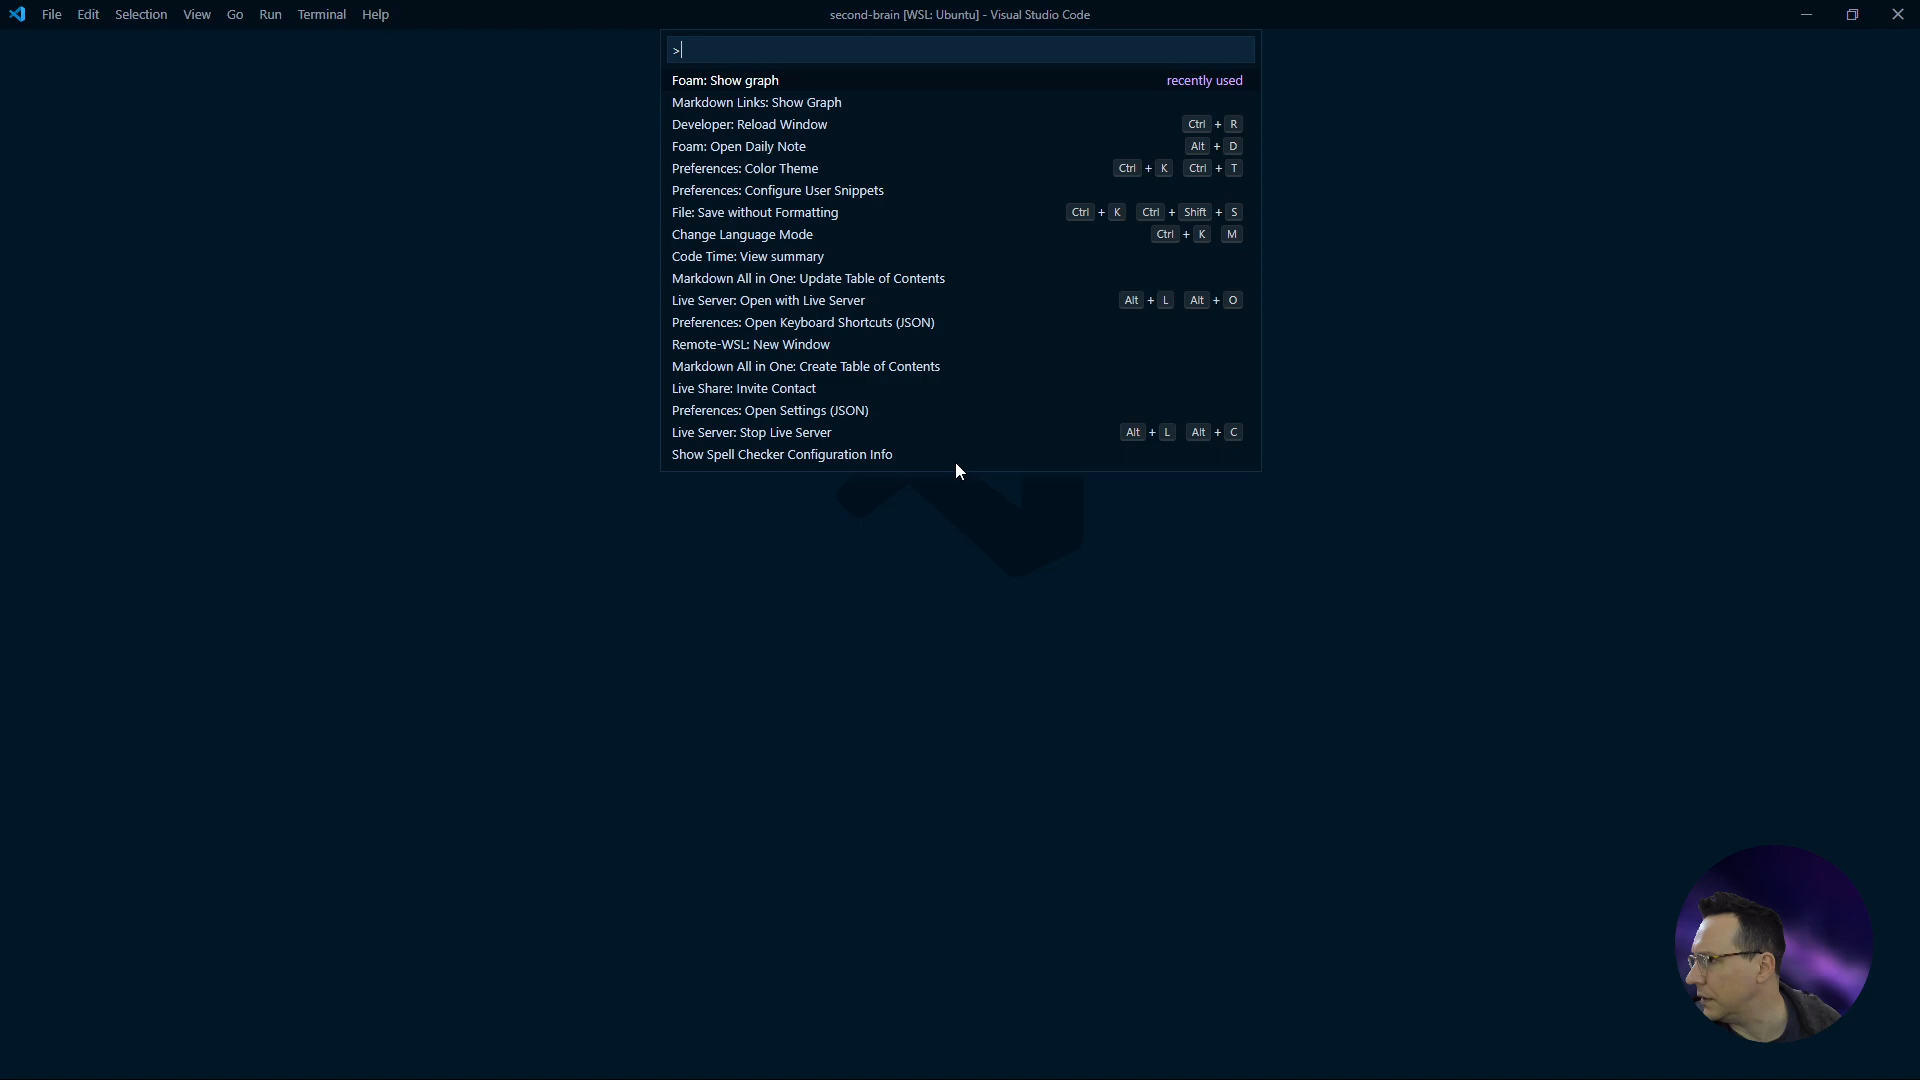 File Edit Selection View Go Run Terminal Help second-brain [WSL: Ubuntu] - Visual Studio Code
>
Foam: Show graph recently used
Markdown Links: Show Graph
Developer: Reload Window Ctrl + R
Foam: Open Daily Note Alt + D
Preferences: Color Theme Ctrl + K Ctrl + T
Preferences: Configure User Snippets
File: Save without Formatting Ctrl + K Ctrl + Shift + S
Change Language Mode Ctrl + K M
Code Time: View summary
Markdown All in One: Update Table of Contents
Live Server: Open with Live Server Alt + L Alt + O
Preferences: Open Keyboard Shortcuts (JSON)
Remote-WSL: New Window
Markdown All in One: Create Table of Contents
Live Share: Invite Contact
Preferences: Open Settings (JSON)
Live Server: Stop Live Server Alt + L Alt + C
Show Spell Checker Configuration Info